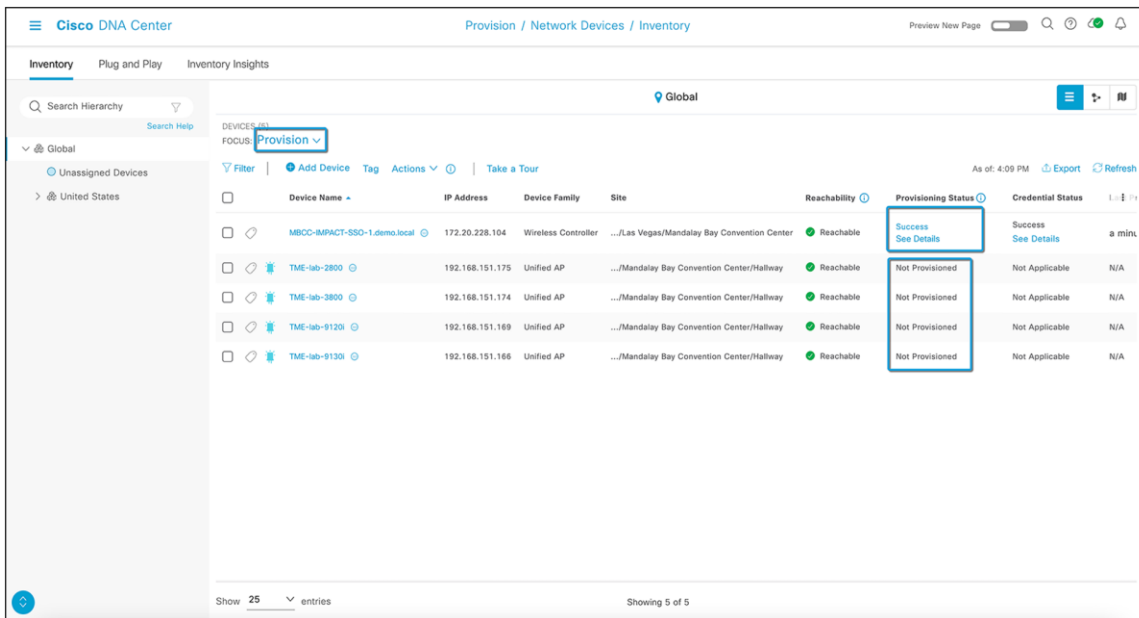 Cisco DNA Center
Provision / Network Devices / Inventory
Preview New Page
Inventory Plug and Play Inventory Insights
Search Hierarchy
Search Help
Global
Unassigned Devices
United States
Global
DEVICES (5)
FOCUS: Provision
Filter | Add Device Tag Actions | Take a Tour
As of: 4:09 PM Export Refresh
Device Name IP Address Device Family Site Reachability Provisioning Status Credential Status
MBCC-IMPACT-SSO-1.demo.local 172.20.228.104 Wireless Controller .../Las Vegas/Mandalay Bay Convention Center Reachable Success Success a minu
See Details See Details
TME-lab-2800 192.168.151.175 Unified AP .../Mandalay Bay Convention Center/Hallway Reachable Not Provisioned Not Applicable N/A
TME-lab-3800 192.168.151.174 Unified AP .../Mandalay Bay Convention Center/Hallway Reachable Not Provisioned Not Applicable N/A
TME-lab-9120i 192.168.151.169 Unified AP .../Mandalay Bay Convention Center/Hallway Reachable Not Provisioned Not Applicable N/A
TME-lab-9130i 192.168.151.166 Unified AP .../Mandalay Bay Convention Center/Hallway Reachable Not Provisioned Not Applicable N/A
Show 25 entries
Showing 5 of 5